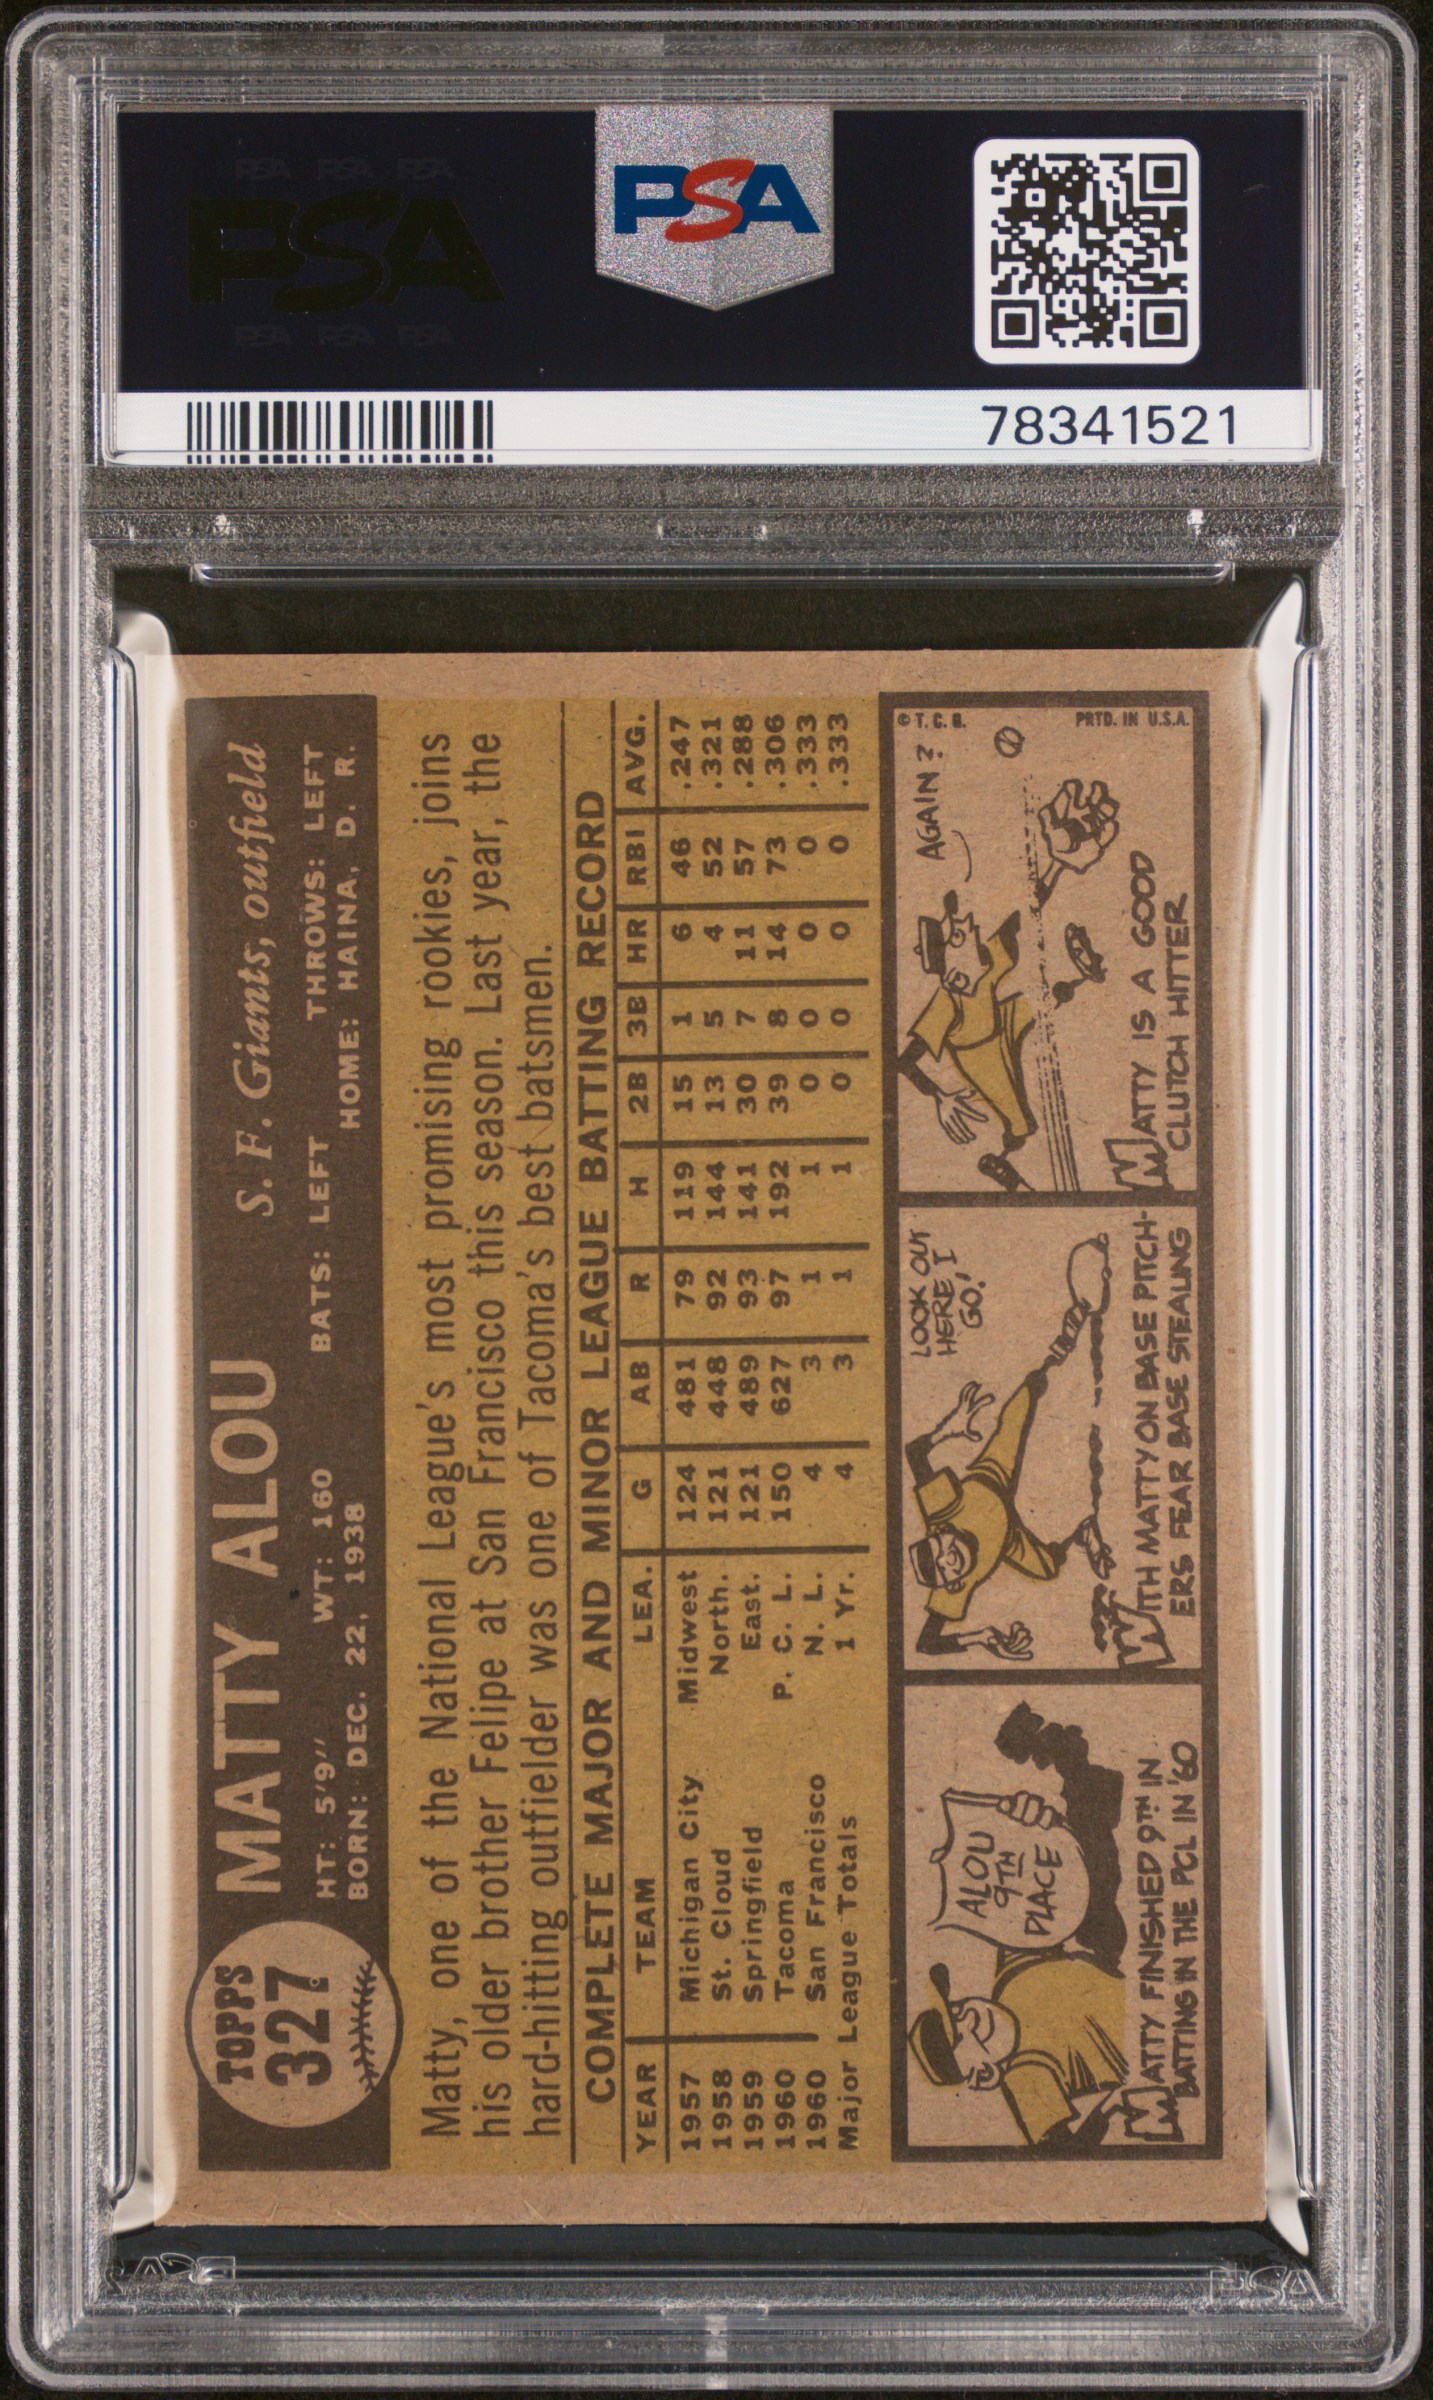 PSA PSA PSA
PSA
PSA PSA PSA
PSA
78341521
TOPPS
327
MATTY ALOU S. F. Giants, outfield
HT: 5'9" WT: 160 BATS: LEFT THROWS: LEFT
BORN: DEC. 22, 1938 HOME: HAINA, D. R.
Matty, one of the National League's most promising rookies, joins
his older brother Felipe at San Francisco this season. Last year, the
hard-hitting outfielder was one of Tacoma's best batsmen.
COMPLETE MAJOR AND MINOR LEAGUE BATTING RECORD
YEAR TEAM LEA. G AB R H 2B 3B HR RBI AVG.
1957 Michigan City Midwest 124 481 79 119 15 1 6 46 .247
1958 St. Cloud North. 121 448 92 144 13 5 4 52 .321
1959 Springfield East. 121 489 93 141 30 7 11 57 .288
1960 Tacoma P. C. L. 150 627 97 192 39 8 14 73 .306
1960 San Francisco N. L. 4 3 1 1 0 0 0 0 .333
Major League Totals 1 Yr. 4 3 1 1 0 0 0 0 .333
ALOU
9TH
PLACE
MATTY FINISHED 9TH IN
BATTING IN THE PCL IN '60
LOOK OUT
HERE, I
GO!
WITH MATTY ON BASE PITCH-
ERS FEAR BASE STEALING
AGAIN?
MATTY IS A GOOD
CLUTCH HITTER
© T. C. G. PRTD. IN U.S.A.
PSA
PSA